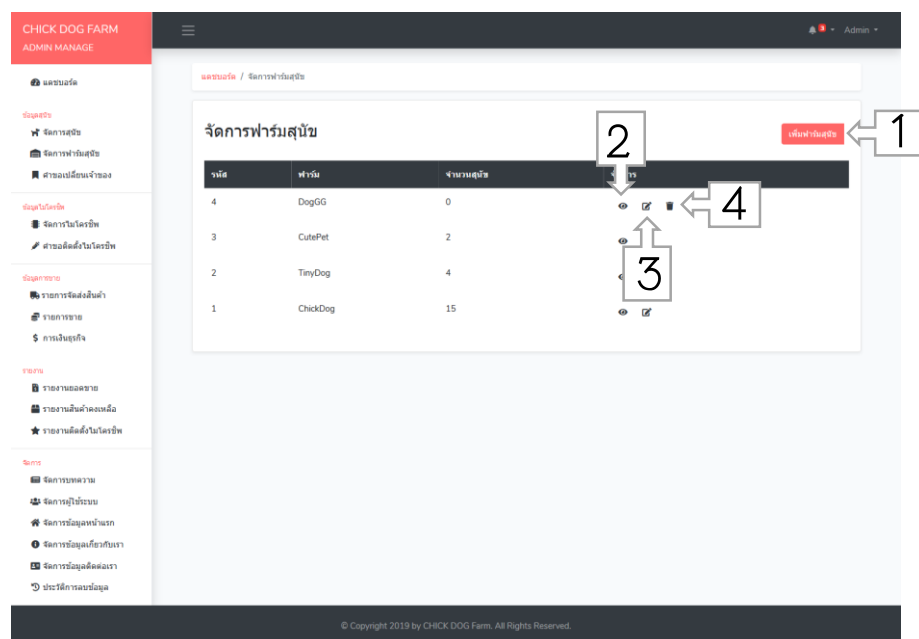 CHICK DOG FARM
ADMIN MANAGE
3
Admin
แดชบอร์ด
แดชบอร์ด / จัดการฟาร์มสุนัข
ข้อมูลสุนัข
จัดการสุนัข
จัดการฟาร์มสุนัข
คำขอเปลี่ยนเจ้าของ
ข้อมูลไมโครชิพ
จัดการไมโครชิพ
คำขอติดตั้งไมโครชิพ
ข้อมูลการขาย
รายการจัดส่งสินค้า
รายการขาย
$ การเงินธุรกิจ
รายงาน
รายงานยอดขาย
รายงานสินค้าคงเหลือ
รายงานติดตั้งไมโครชิพ
จัดการ
จัดการบทความ
จัดการผู้ใช้ระบบ
จัดการข้อมูลหน้าแรก
จัดการข้อมูลเกี่ยวกับเรา
จัดการข้อมูลติดต่อเรา
ประวัติการลบข้อมูล
จัดการฟาร์มสุนัข
เพิ่มฟาร์มสุนัข
1
2
รหัส ฟาร์ม จำนวนสุนัข
4 DogGG 0
4
3 CutePet 2
3
2 TinyDog 4
1 ChickDog 15
© Copyright 2019 by CHICK DOG Farm. All Rights Reserved.